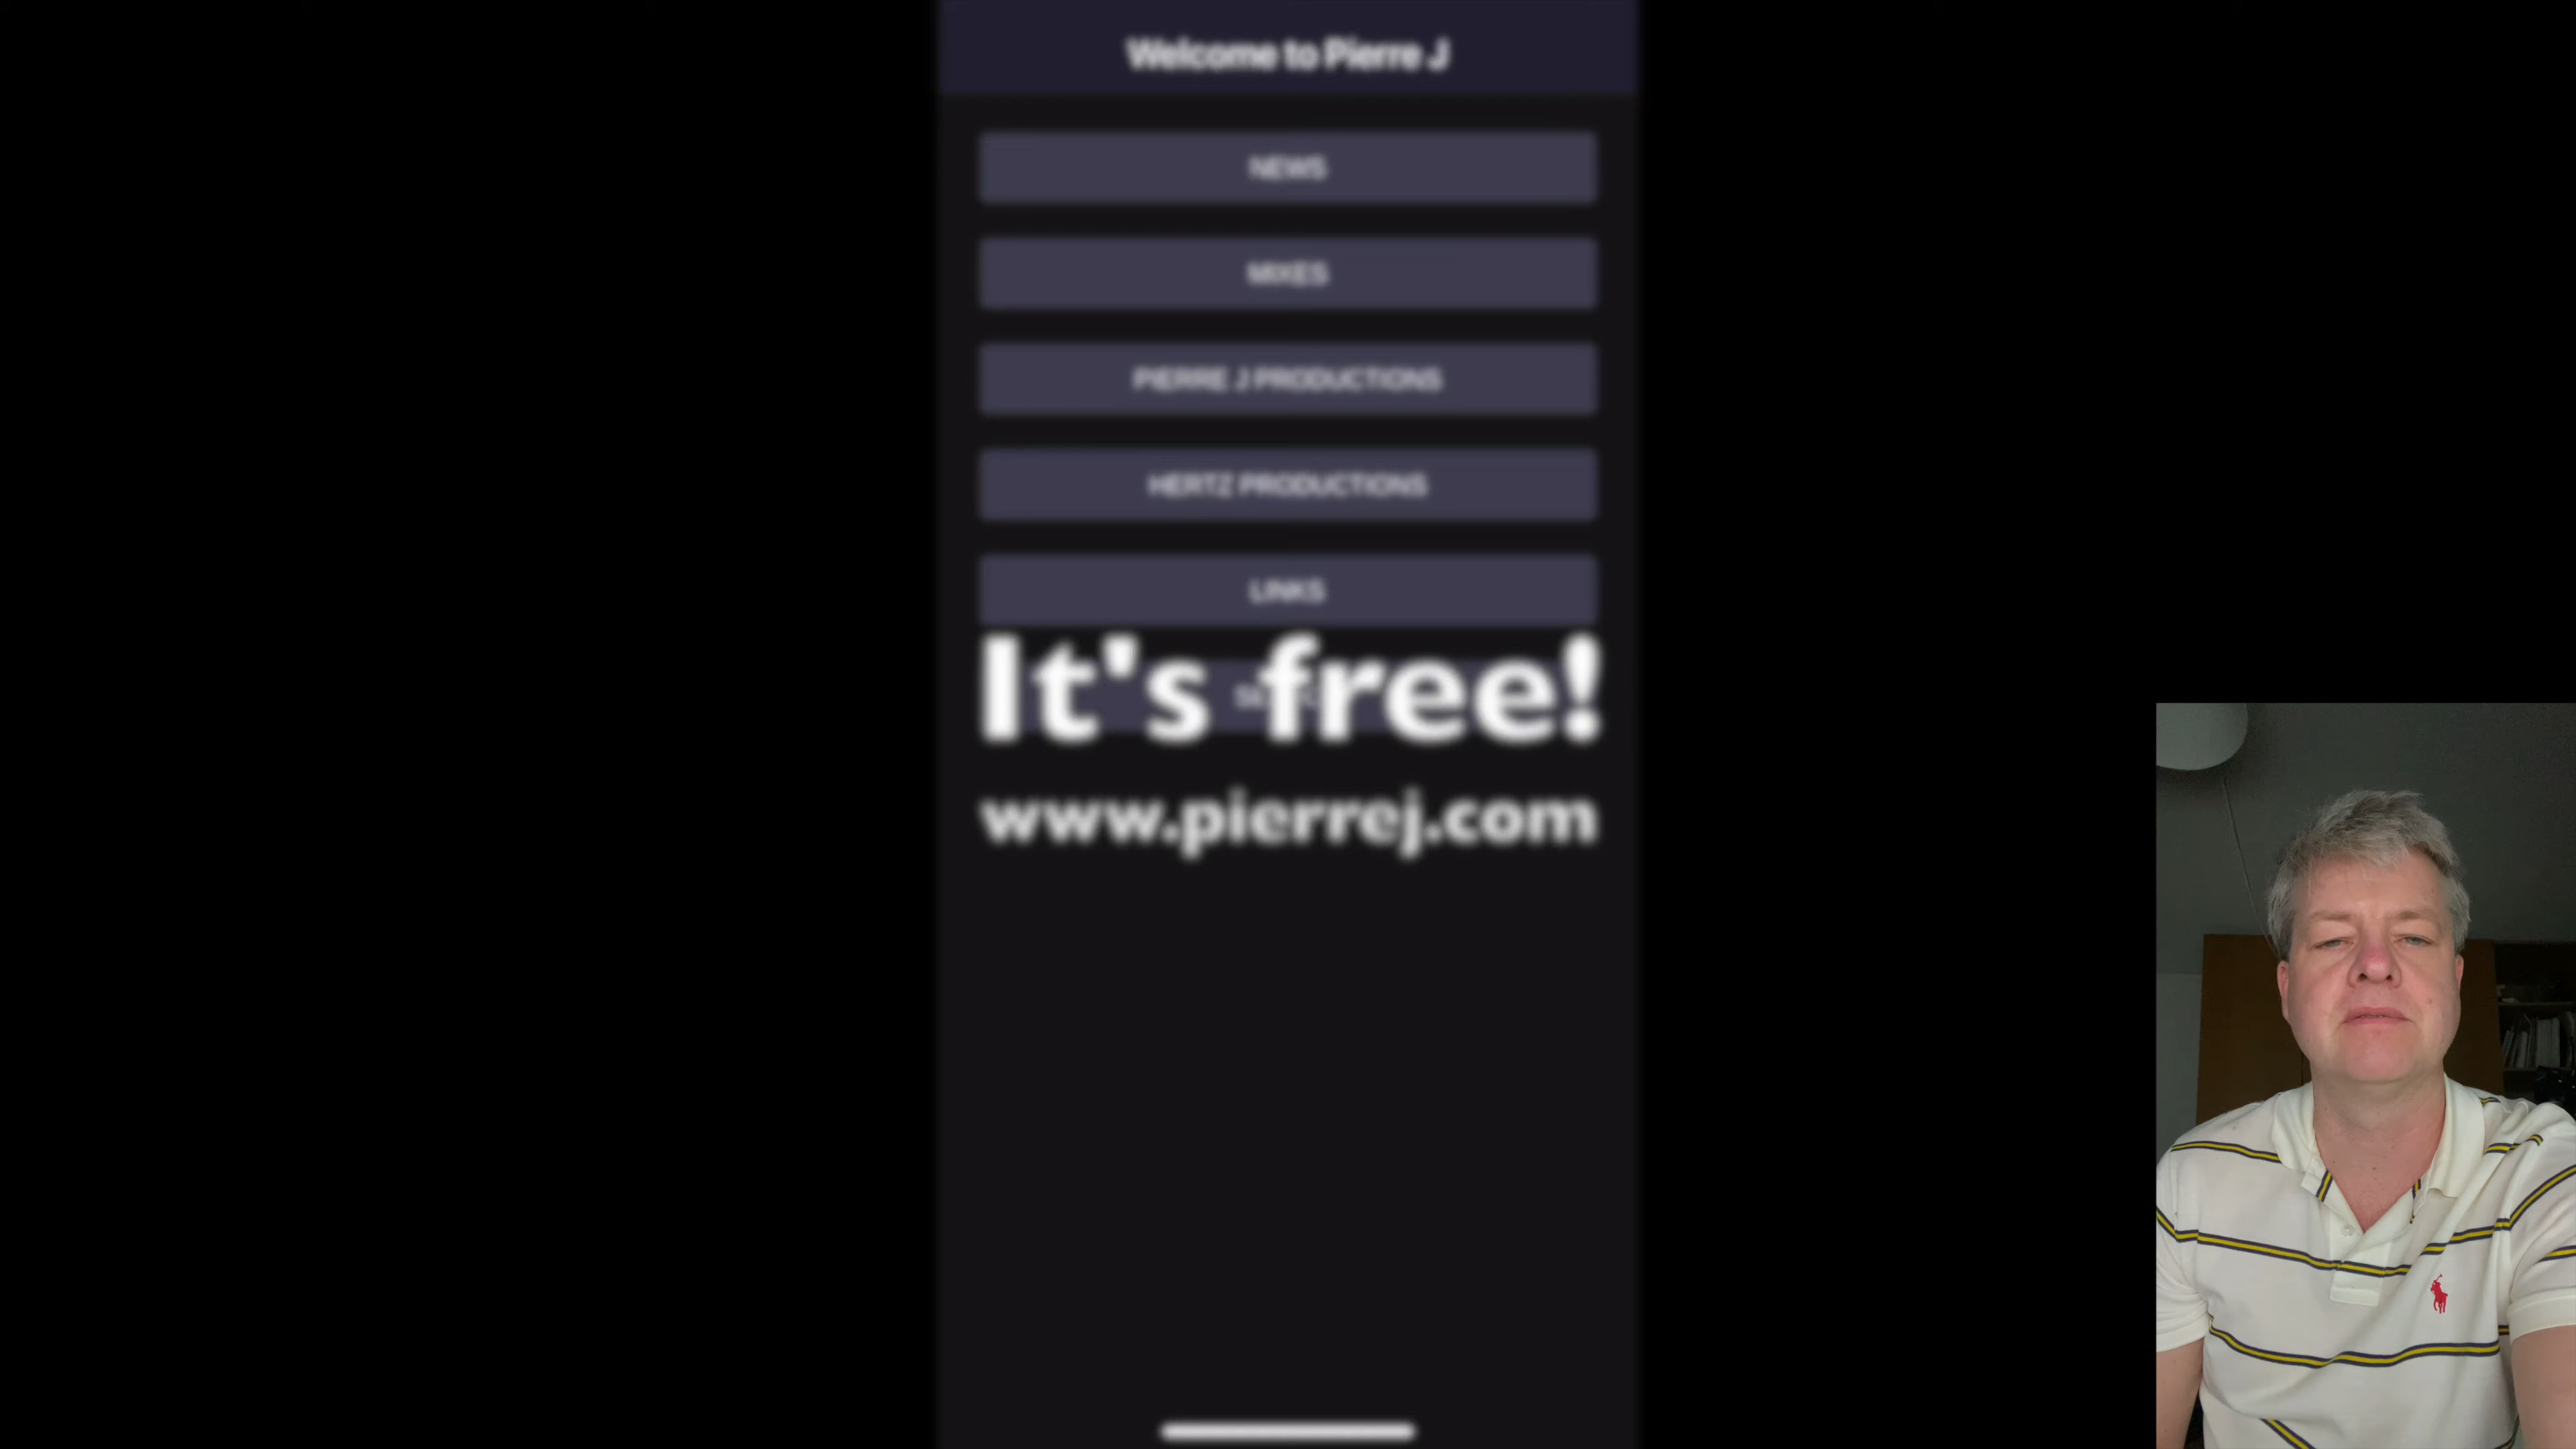 Welcome to Pierre J
NEWS
MIXES
PIERRE J PRODUCTIONS
HERTZ PRODUCTIONS
LINKS
It's free!
www.pierrej.com